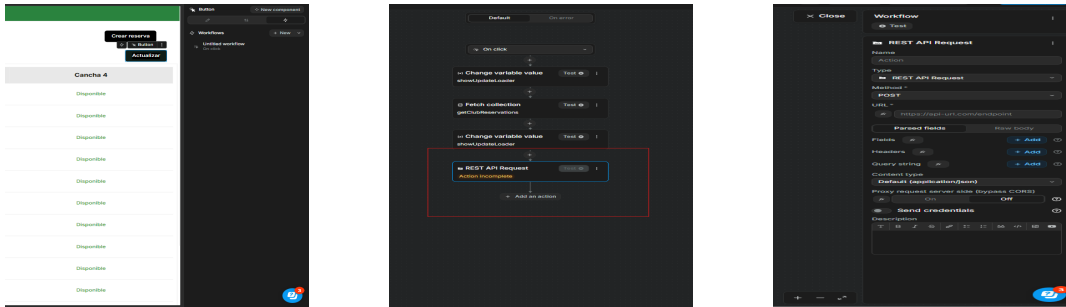 Crear reserva
Button
Actualizar
Cancha 4
Disponible
Disponible
Disponible
Disponible
Disponible
Disponible
Disponible
Disponible
Disponible
Disponible
Button
New component
Workflows
+ New
Untitled workflow
On click
3
Default
On error
On click
Change variable value
Test
showUpdateLoader
Fetch collection
Test
getClubReservations
Change variable value
Test
showUpdateLoader
REST API Request
Test
Action Incomplete
+ Add an action
Close
Workflow
Test
REST API Request
Name
Action
Type
REST API Request
Method *
POST
URL *
https://api-url.com/endpoint
Parsed fields
Raw body
Fields
+ Add
Headers
+ Add
Query string
+ Add
Content type
Default (application/json)
Proxy request server side (bypass CORS)
On
Off
Send credentials
Description
T B I S
3